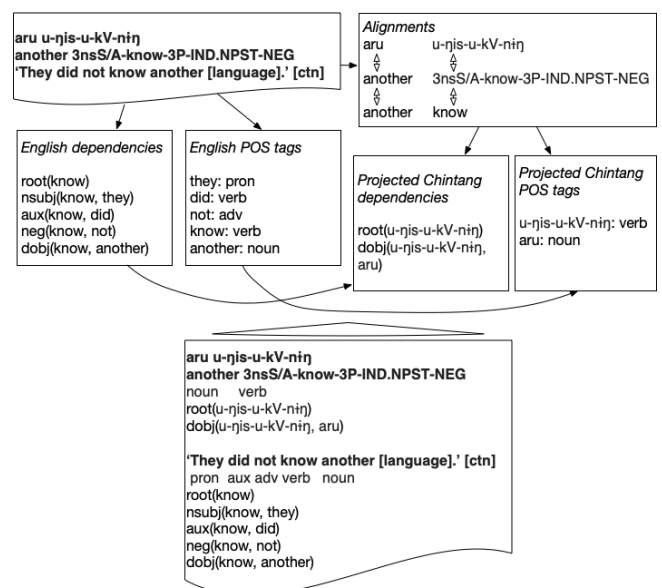 aru u-ŋis-u-kV-nɨŋ
another 3nsS/A-know-3P-IND.NPST-NEG
‘They did not know another [language].’ [ctn]
Alignments
aru u-ŋis-u-kV-nɨŋ
another 3nsS/A-know-3P-IND.NPST-NEG
another know
English dependencies
root(know)
nsubj(know, they)
aux(know, did)
neg(know, not)
dobj(know, another)
English POS tags
they: pron
did: verb
not: adv
know: verb
another: noun
Projected Chintang
dependencies
root(u-ŋis-u-kV-nɨŋ)
dobj(u-ŋis-u-kV-nɨŋ,
aru)
Projected Chintang
POS tags
u-ŋis-u-kV-nɨŋ: verb
aru: noun
aru u-ŋis-u-kV-nɨŋ
another 3nsS/A-know-3P-IND.NPST-NEG
noun verb
root(u-ŋis-u-kV-nɨŋ)
dobj(u-ŋis-u-kV-nɨŋ, aru)
‘They did not know another [language].’ [ctn]
pron aux adv verb noun
root(know)
nsubj(know, they)
aux(know, did)
neg(know, not)
dobj(know, another)